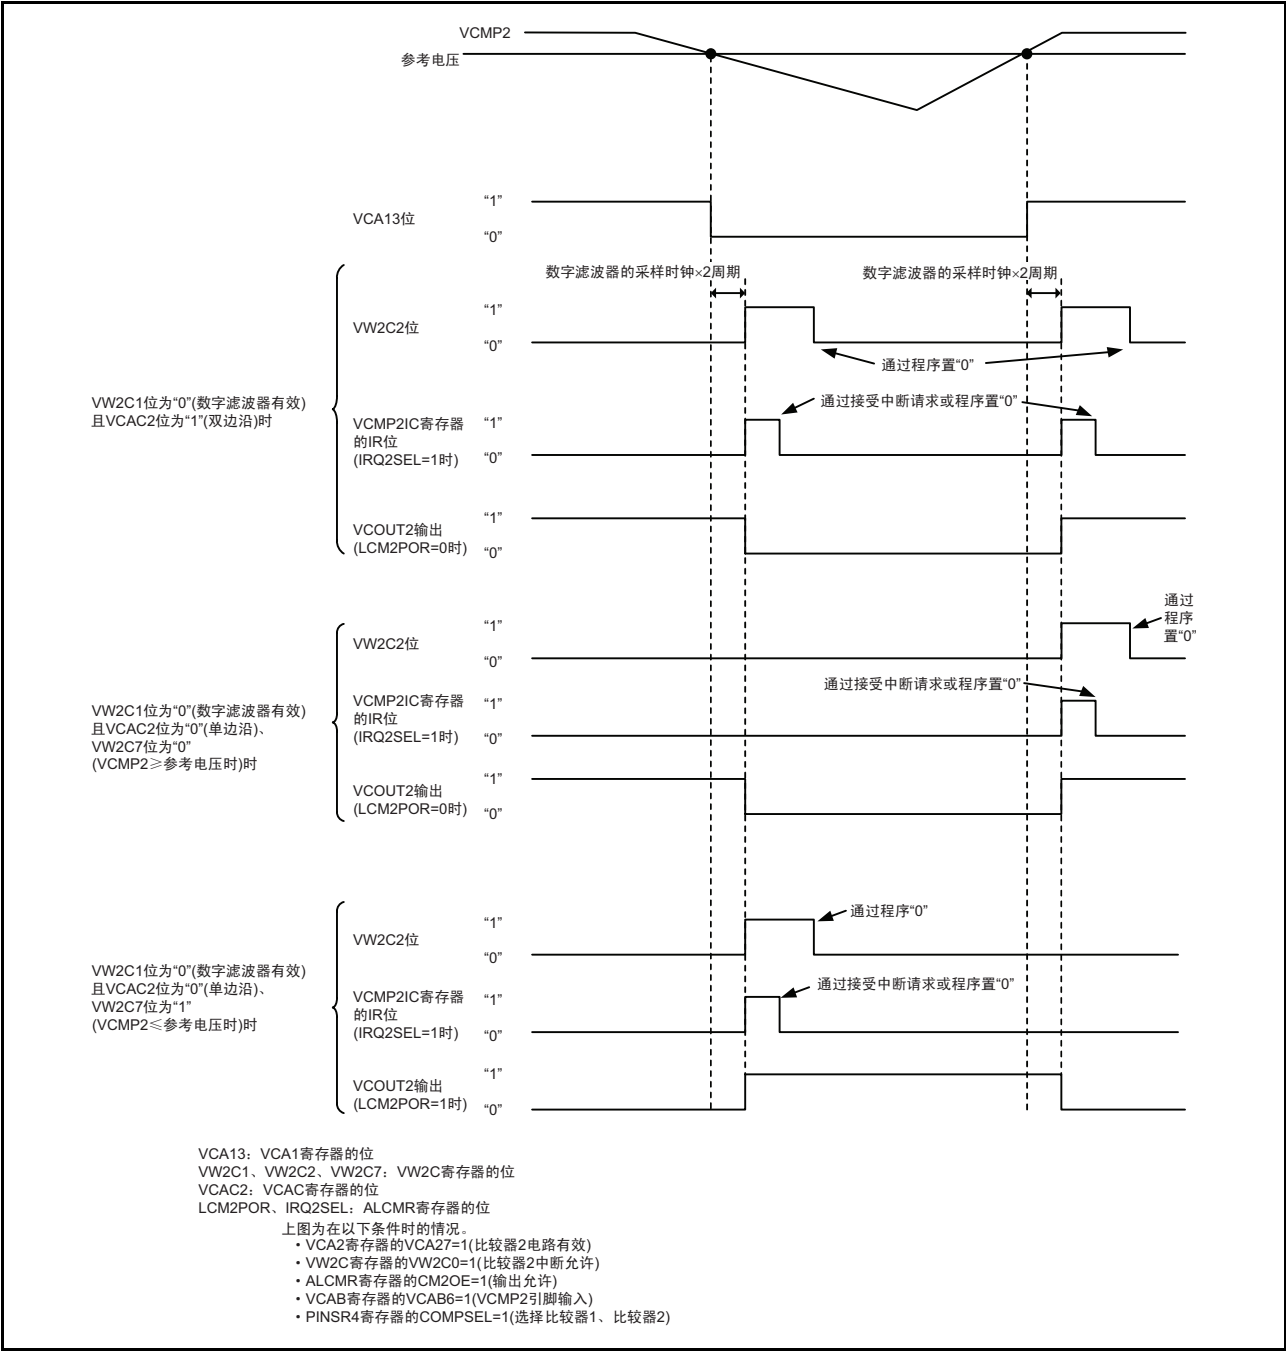 VCMP2
参考电压
VCA13位
“1”
“0”
数字滤波器的采样时钟×2周期
数字滤波器的采样时钟×2周期
VW2C1位为“0”(数字滤波器有效)
且VCAC2位为“1”(双边沿)时
VW2C2位
“1”
“0”
通过程序置“0”
通过接受中断请求或程序置“0”
VCMP2IC寄存器
的IR位
(IRQ2SEL=1时)
“1”
“0”
VCOUT2输出
(LCM2POR=0时)
“1”
“0”
VW2C1位为“0”(数字滤波器有效)
且VCAC2位为“0”(单边沿)、
VW2C7位为“0”
(VCMP2≥参考电压时)时
VW2C2位
“1”
“0”
通过
程序
置“0”
通过接受中断请求或程序置“0”
VCMP2IC寄存器
的IR位
(IRQ2SEL=1时)
“1”
“0”
VCOUT2输出
(LCM2POR=0时)
“1”
“0”
VW2C1位为“0”(数字滤波器有效)
且VCAC2位为“0”(单边沿)、
VW2C7位为“1”
(VCMP2≤参考电压时)时
VW2C2位
“1”
“0”
通过程序“0”
通过接受中断请求或程序置“0”
VCMP2IC寄存器
的IR位
(IRQ2SEL=1时)
“1”
“0”
VCOUT2输出
(LCM2POR=1时)
“1”
“0”
VCA13：VCA1寄存器的位
VW2C1、VW2C2、VW2C7：VW2C寄存器的位
VCAC2：VCAC寄存器的位
LCM2POR、IRQ2SEL：ALCMR寄存器的位
上图为在以下条件时的情况。
・VCA2寄存器的VCA27=1(比较器2电路有效)
・VW2C寄存器的VW2C0=1(比较器2中断允许)
・ALCMR寄存器的CM2OE=1(输出允许)
・VCAB寄存器的VCAB6=1(VCMP2引脚输入)
・PINSR4寄存器的COMPSEL=1(选择比较器1、比较器2)